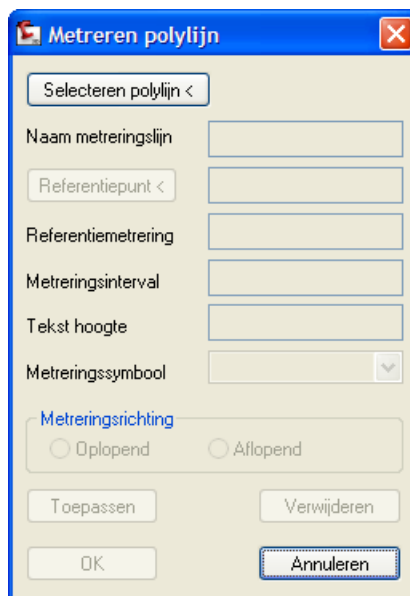 Metreren polylijn
Selecteren polylijn <
Naam metreringslijn
Referentiepunt <
Referentiemetrering
Metreringsinterval
Tekst hoogte
Metreringssymbool
Metreringsrichting
Oplopend Aflopend
Toepassen Verwijderen
OK Annuleren